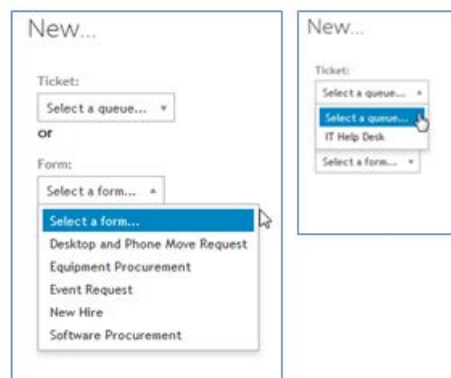 New...
Ticket:
Select a queue...
or
Form:
Select a form...
Select a form...
Desktop and Phone Move Request
Equipment Procurement
Event Request
New Hire
Software Procurement
New...
Ticket:
Select a queue...
Select a queue...
IT Help Desk
Select a form...